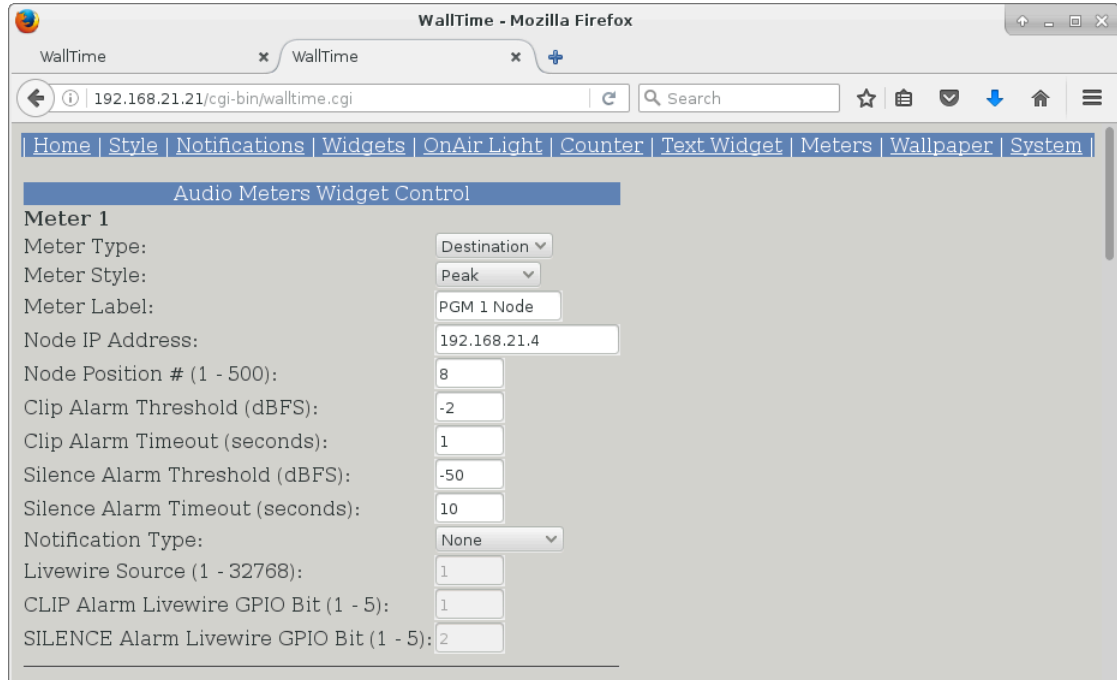 WallTime - Mozilla Firefox
WallTime WallTime
192.168.21.21/cgi-bin/walltime.cgi Search
| Home | Style | Notifications | Widgets | OnAir Light | Counter | Text Widget | Meters | Wallpaper | System |
Audio Meters Widget Control
Meter 1
Meter Type: Destination
Meter Style: Peak
Meter Label: PGM 1 Node
Node IP Address: 192.168.21.4
Node Position # (1 - 500): 8
Clip Alarm Threshold (dBFS): -2
Clip Alarm Timeout (seconds): 1
Silence Alarm Threshold (dBFS): -50
Silence Alarm Timeout (seconds): 10
Notification Type: None
Livewire Source (1 - 32768): 1
CLIP Alarm Livewire GPIO Bit (1 - 5): 1
SILENCE Alarm Livewire GPIO Bit (1 - 5): 2